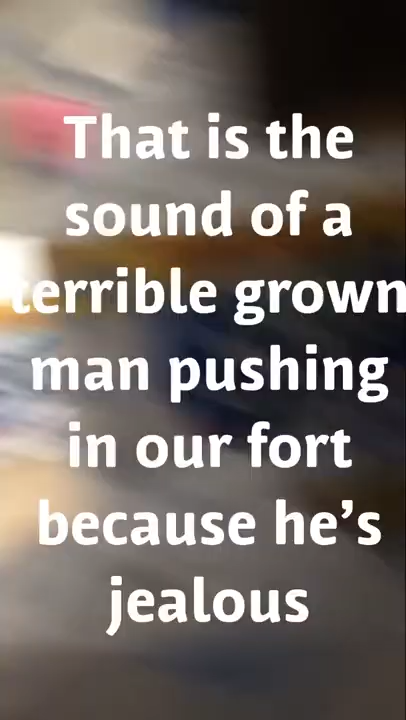 That is the
sound of a
terrible grown
man pushing
in our fort
because he’s
jealous